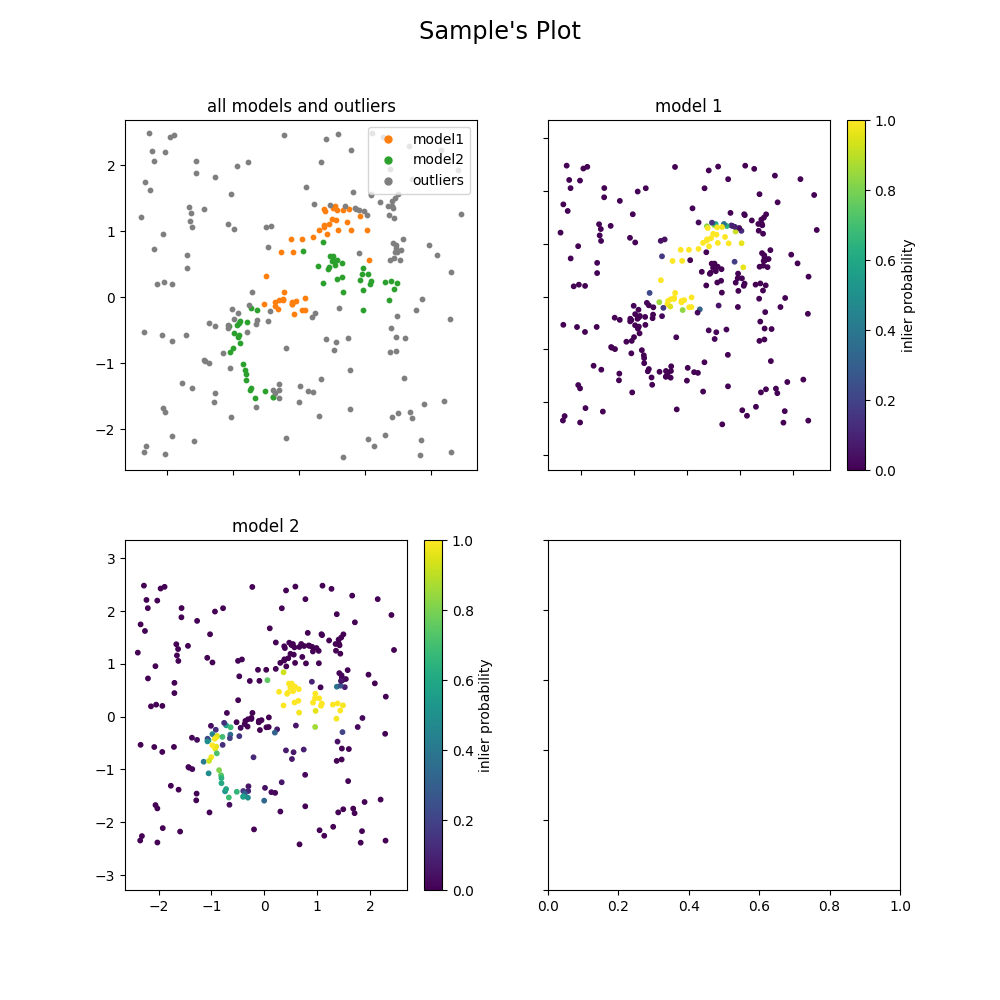 Sample's Plot
all models and outliers
2
1
0
−1
−2
model1
model2
outliers
model 1
1.0
0.8
0.6
0.4
0.2
0.0
inlier probability
model 2
3
2
1
0
−1
−2
−3
−2 −1 0 1 2
1.0
0.8
0.6
0.4
0.2
0.0
inlier probability
0.0 0.2 0.4 0.6 0.8 1.0